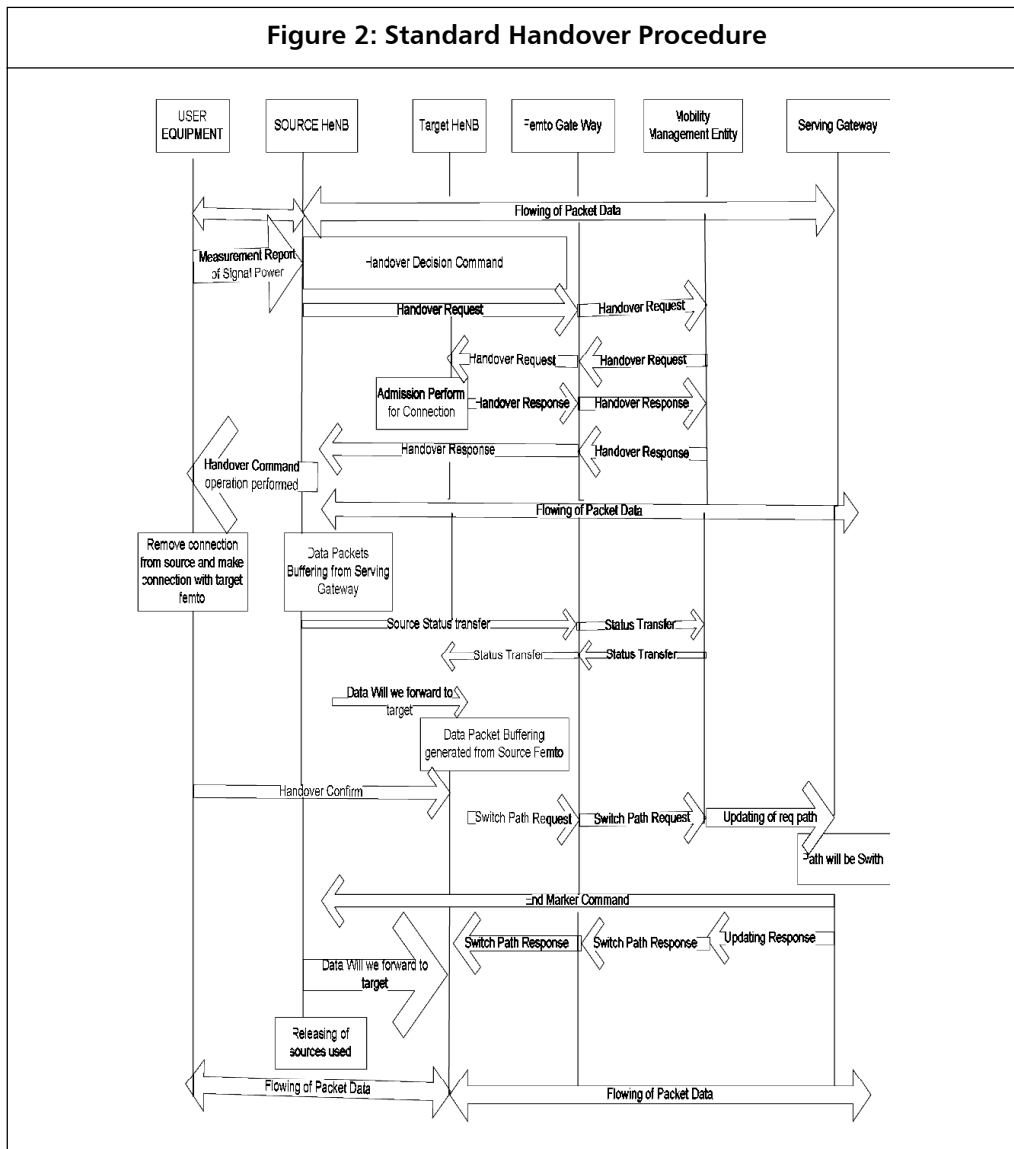 Figure 2: Standard Handover Procedure
USER
EQUIPMENT
SOURCE HeNB
Target HeNB
Femto Gate Way
Mobility
Management Entity
Serving Gateway
Flowing of Packet Data
Measurement Report
of Signal Power
Handover Decision Command
Handover Request
Handover Request
Handover Request
Handover Request
Admission Perform
for Connection
Handover Response
Handover Response
Handover Response
Handover Response
Handover Command
operation performed
Flowing of Packet Data
Remove connection
from source and make
connection with target
femto
Data Packets
Buffering from Serving
Gateway
Source Status transfer
Status Transfer
Status Transfer
Status Transfer
Data Will we forward to
target
Data Packet Buffering
generated from Source Femto
Handover Confirm
Switch Path Request
Switch Path Request
Updating of req path
Path will be Swith
End Marker Command
Switch Path Response
Switch Path Response
Updating Response
Data Will we forward to
target
Releasing of
sources used
Flowing of Packet Data
Flowing of Packet Data